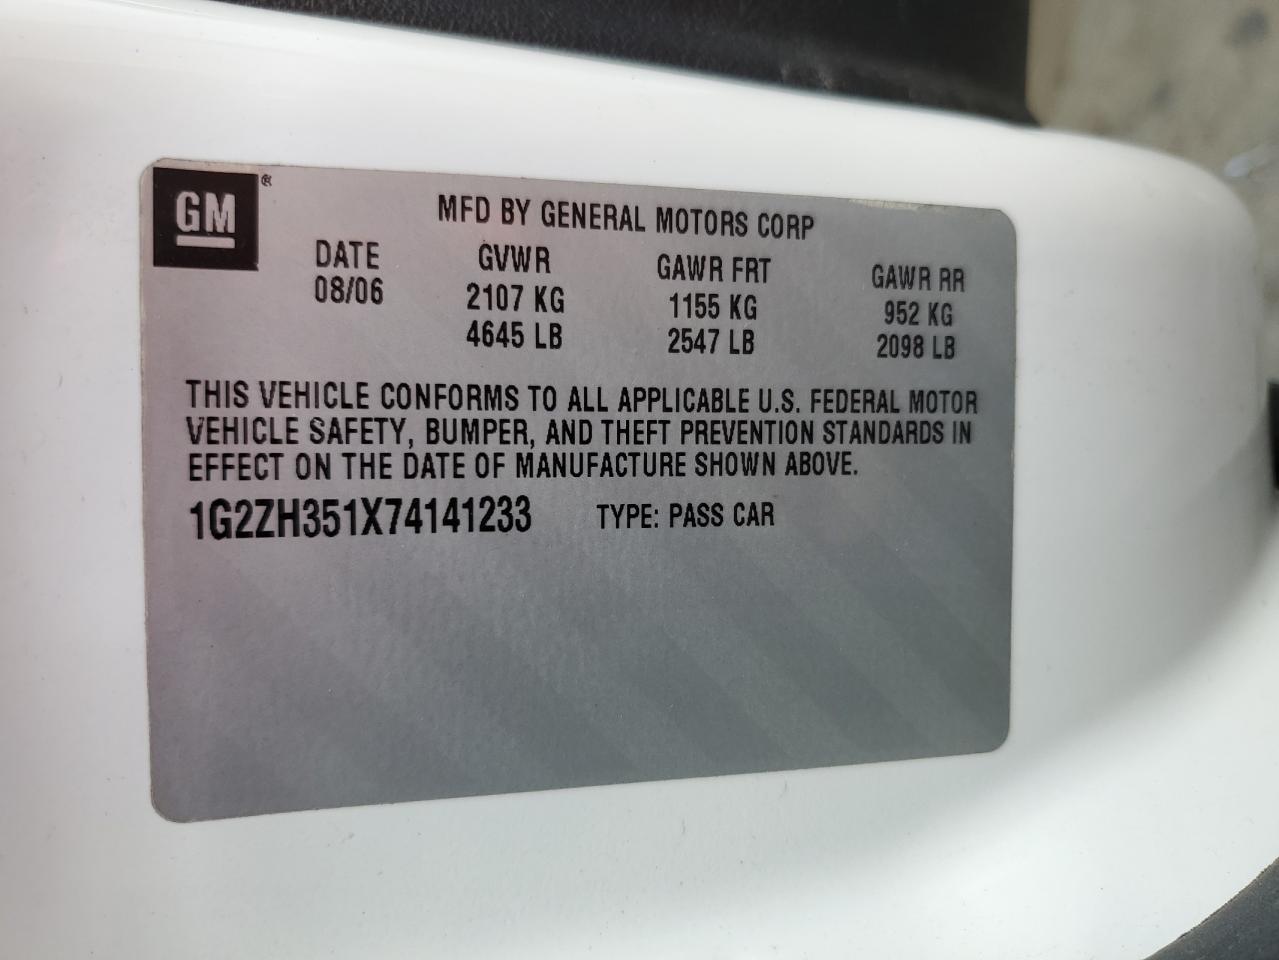 GM®
MFD BY GENERAL MOTORS CORP
DATE GVWR GAWR FRT GAWR RR
08/06 2107 KG 1155 KG 952 KG
4645 LB 2547 LB 2098 LB
THIS VEHICLE CONFORMS TO ALL APPLICABLE U.S. FEDERAL MOTOR
VEHICLE SAFETY, BUMPER, AND THEFT PREVENTION STANDARDS IN
EFFECT ON THE DATE OF MANUFACTURE SHOWN ABOVE.
1G2ZH351X74141233 TYPE: PASS CAR